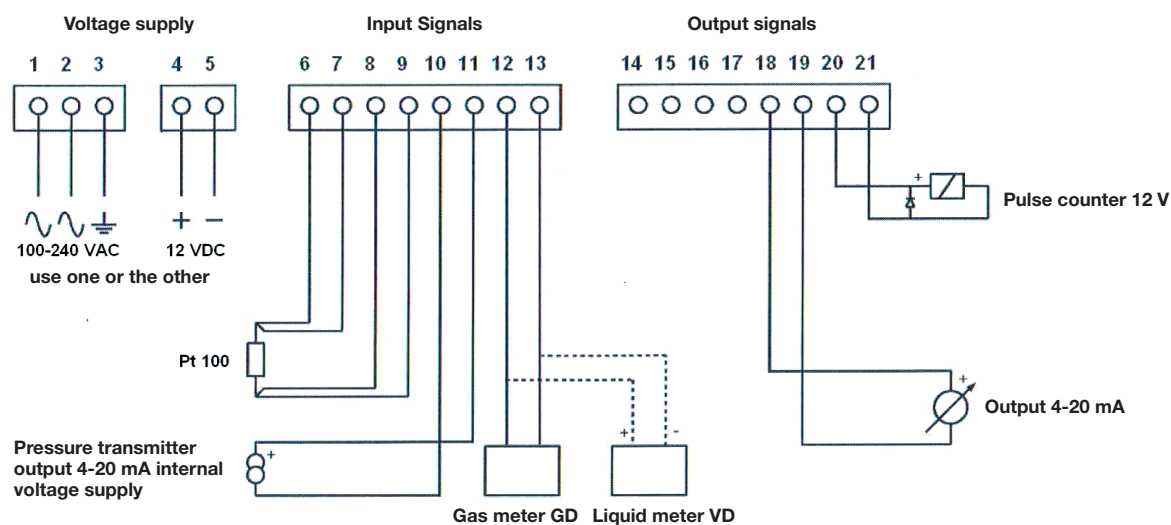 Voltage supply
Input Signals
Output signals
1 2 3
4 5
6 7 8 9 10 11 12 13
14 15 16 17 18 19 20 21
100-240 VAC
12 VDC
use one or the other
+
Pulse counter 12 V
Pt 100
+
Output 4-20 mA
+ -
Pressure transmitter
output 4-20 mA internal
voltage supply
+
Gas meter GD
Liquid meter VD